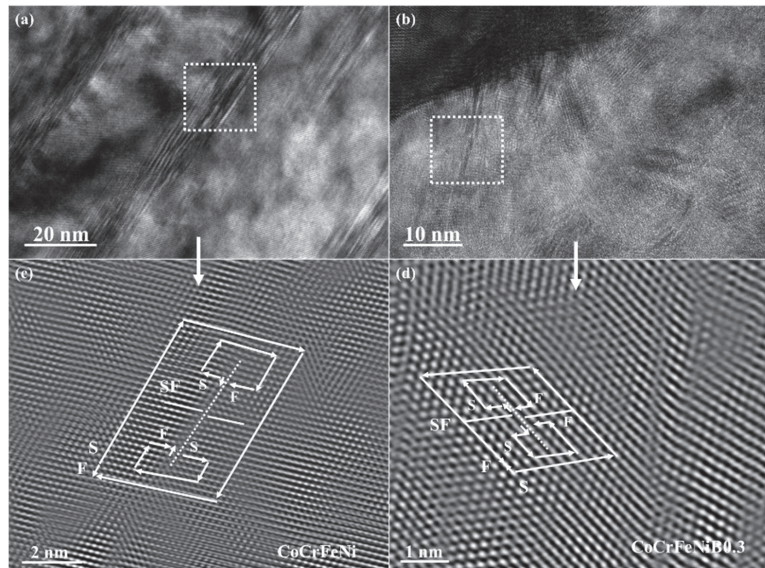 (a)
(b)
20 nm
10 nm
(c)
(d)
S
SF
F
F
S
S
F
2 nm
CoCrFeNi
S
F
SF
F
S
F
S
1 nm
CoCrFeNiB0.3